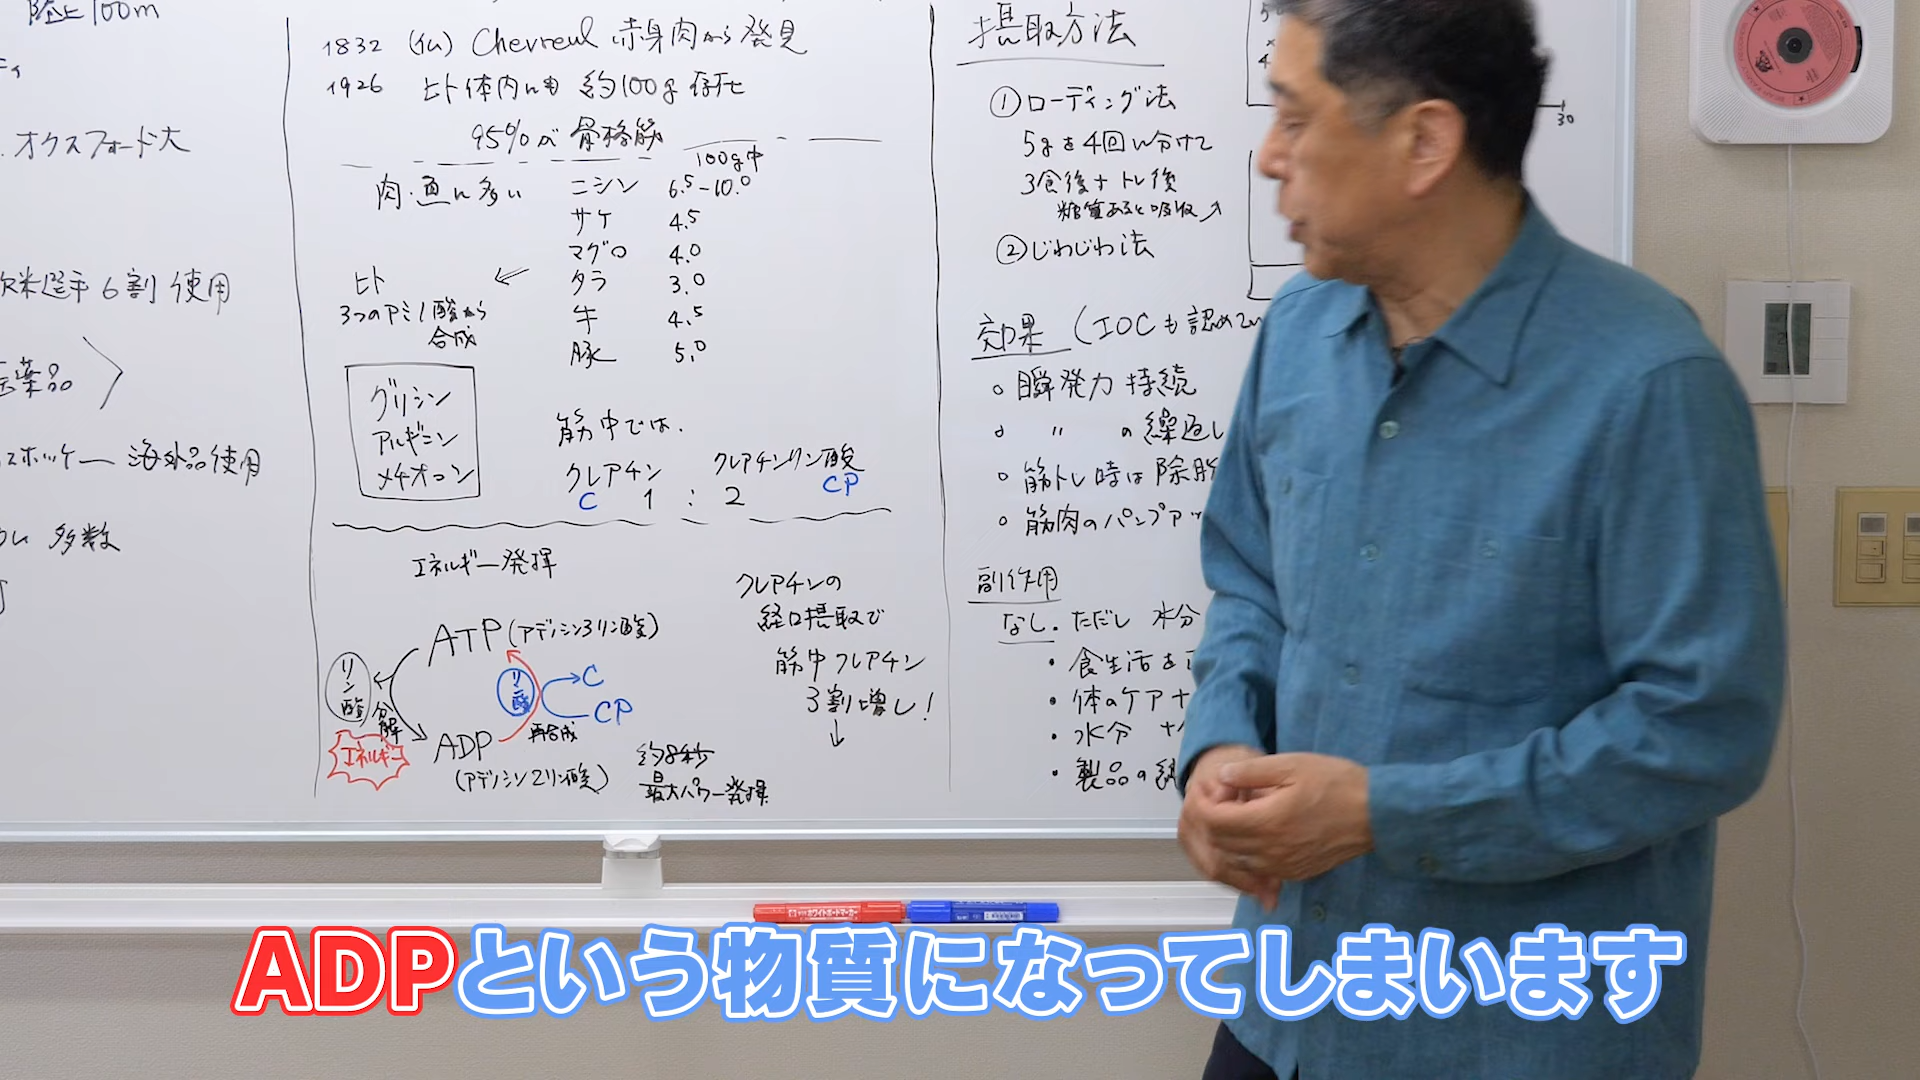 陸上100m
オクスフォード大
欧米選手6割使用
医薬品
海外品使用
多数
1832 (仏) Chevreul 赤身肉から発見
1926 ヒト体内にも 約100g 存在
95%が骨格筋
100g中
肉・魚に多い
ニシン 6.5-10.0
サケ 4.5
マグロ 4.0
タラ 3.0
牛 4.5
豚 5.0
ヒト
3つのアミノ酸から
合成
グリシン
アルギニン
メチオニン
筋中では、
クレアチン クレアチンリン酸
C 1 : 2 CP
エネルギー発揮
ATP (アデノシン3リン酸)
リン酸
分解
エネルギー
リン酸
C
CP
再合成
ADP
(アデノシン2リン酸)
約8秒
最大パワー発揮
クレアチンの
経口摂取で
筋中クレアチン
3割増し!
摂取方法
①ローディング法
5gを4回に分けて
3食後+トレ後
糖質あると吸収↗
②じわじわ法
効果 (IOCも認めてい
○瞬発力持続
○ 〃 の繰返し
○筋トレ時は除脂
○筋肉のパンプアッ
副作用
なし. ただし 水分
・食生活を
・体のケア+
・水分
・製品の
30
ADPという物質になってしまいます